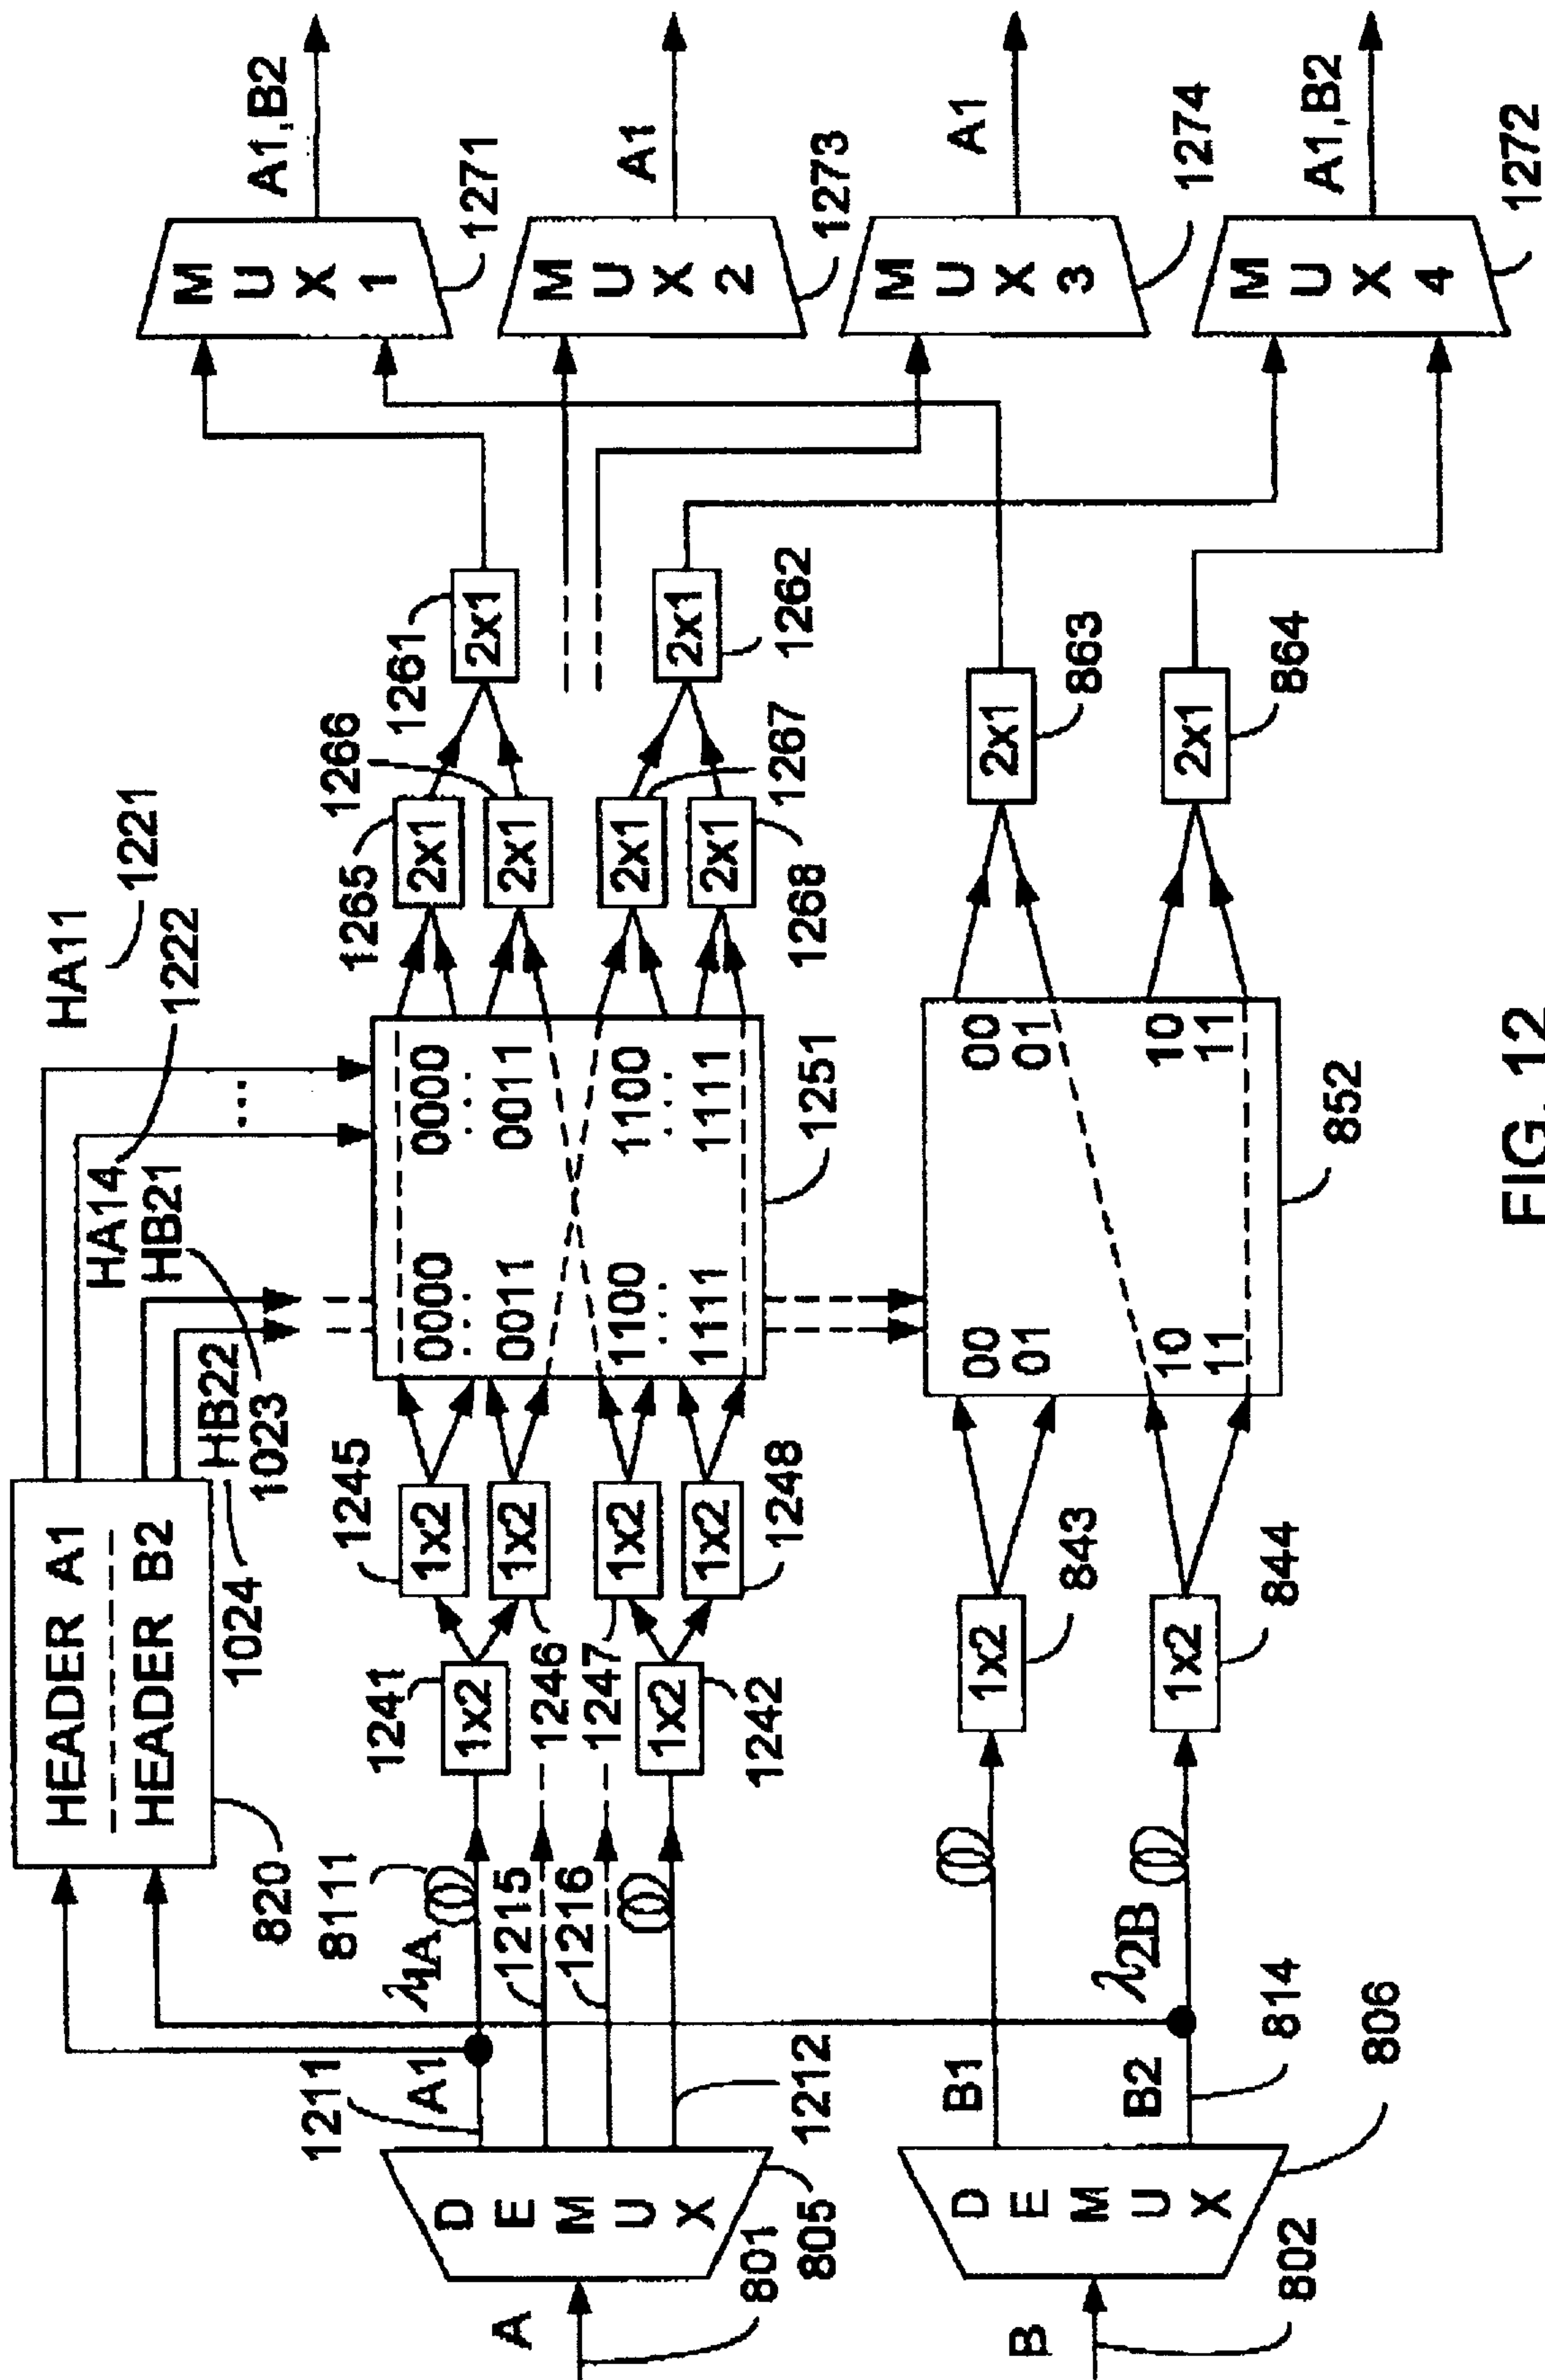 HEADER A1
HEADER B2
820
1024
HB22
1023
HA14
HB21
1222
HA11
1221
A
801
DEMUX
805
1211
A1
λ1A
8111
1215
1216
1212
1241
1x2
1246
1247
1x2
1242
1245
1x2
1x2
1x2
1x2
1248
0000
...
0011
1100
...
1111
0000
...
0011
1100
...
1111
...
1251
1265
2x1
1266
2x1
2x1
1267
2x1
1268
1261
2x1
2x1
1262
B
802
DEMUX
806
B1
B2
814
λ2B
1x2
843
1x2
844
00
01
10
11
00
01
10
11
852
2x1
863
2x1
864
MUX 1
1271
A1,B2
MUX 2
1273
A1
MUX 3
1274
A1
MUX 4
1272
A1,B2
FIG. 12